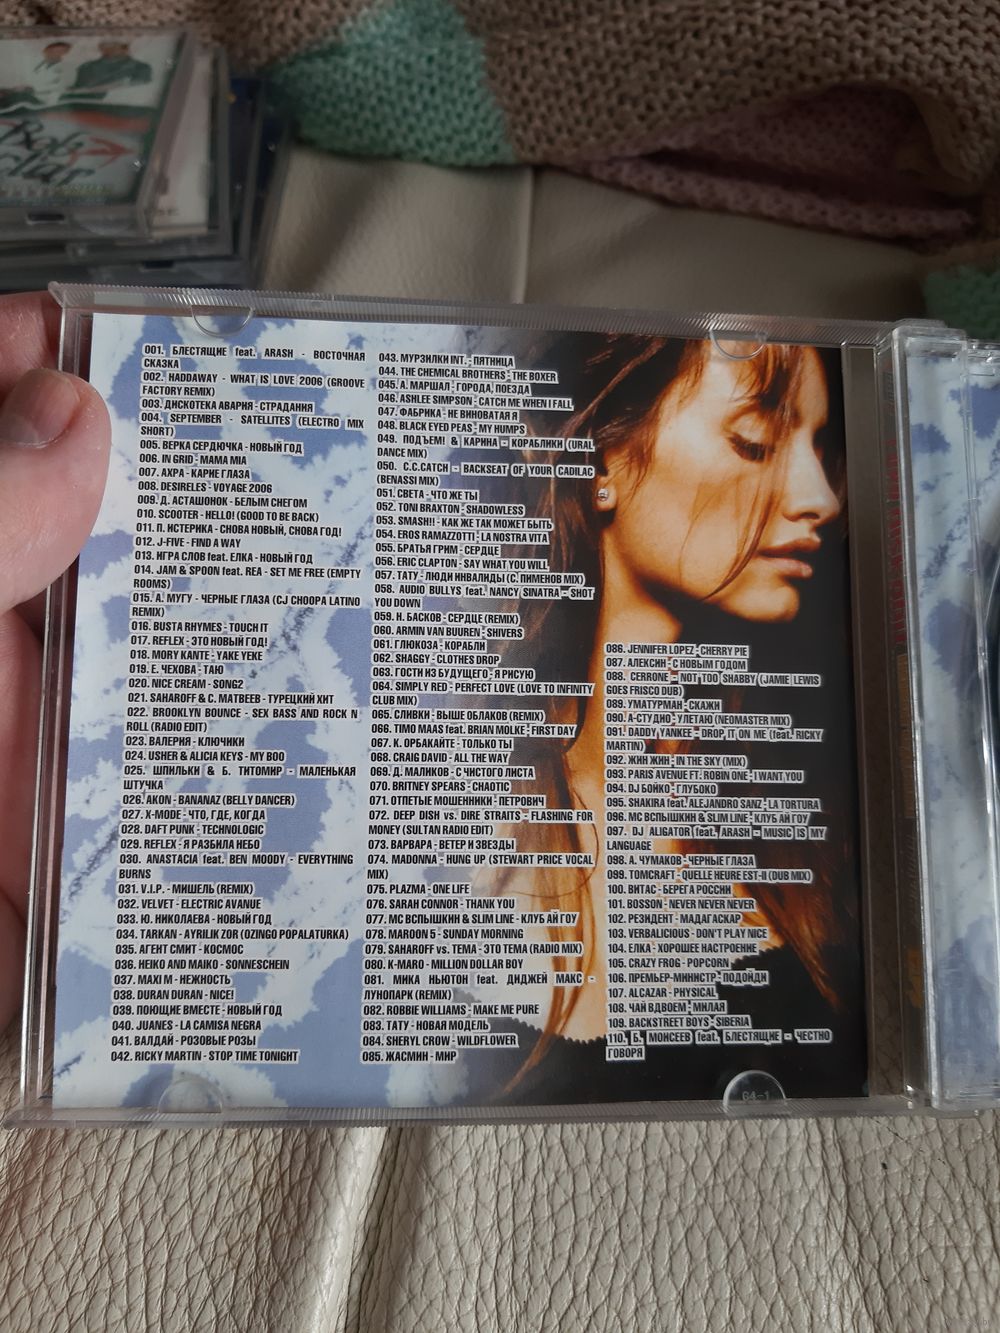 Bob
clar
001. БЛЕСТЯЩИЕ feat. ARASH - ВОСТОЧНАЯ
СКАЗКА
002. HADDAWAY - WHAT IS LOVE 2006 (GROOVE
FACTORY REMIX)
003. ДИСКОТЕКА АВАРИЯ - СТРАДАНИЯ
004. SEPTEMBER - SATELLITES (ELECTRO MIX
SHORT)
005. ВЕРКА СЕРДЮЧКА - НОВЫЙ ГОД
006. IN GRID - MAMA MIA
007. АХРА - КАРИЕ ГЛАЗА
008. DESIRELES - VOYAGE 2006
009. Д. АСТАШОНОК - БЕЛЫМ СНЕГОМ
010. SCOOTER - HELLO! (GOOD TO BE BACK)
011. П. ИСТЕРИКА - СНОВА НОВЫЙ, СНОВА ГОД!
012. J-FIVE - FIND A WAY
013. ИГРА СЛОВ feat. ЕЛКА - НОВЫЙ ГОД
014. JAM & SPOON feat. REA - SET ME FREE (EMPTY
ROOMS)
015. А. МУГУ - ЧЕРНЫЕ ГЛАЗА (CJ CHOOPA LATINO
REMIX)
016. BUSTA RHYMES - TOUCH IT
017. REFLEX - ЭТО НОВЫЙ ГОД!
018. MORY KANTE - YAKE YEKE
019. Е. ЧЕХОВА - ТАЮ
020. NICE CREAM - SONG2
021. SAHAROFF & С. МАТВЕЕВ - ТУРЕЦКИЙ ХИТ
022. BROOKLYN BOUNCE - SEX BASS AND ROCK N
ROLL (RADIO EDIT)
023. ВАЛЕРИЯ - КЛЮЧИКИ
024. USHER & ALICIA KEYS - MY BOO
025. ШПИЛЬКИ & Б. ТИТОМИР - МАЛЕНЬКАЯ
ШТУЧКА
026. AKON - BANANAZ (BELLY DANCER)
027. X-MODE - ЧТО, ГДЕ, КОГДА
028. DAFT PUNK - TECHNOLOGIC
029. REFLEX - Я РАЗБИЛА НЕБО
030. ANASTACIA feat. BEN MOODY - EVERYTHING
BURNS
031. V.I.P. - МИШЕЛЬ (REMIX)
032. VELVET - ELECTRIC AVANUE
033. Ю. НИКОЛАЕВА - НОВЫЙ ГОД
034. TARKAN - AYRILIK ZOR (OZINGO POPALATURKA)
035. АГЕНТ СМИТ - КОСМОС
036. HEIKO AND MAIKO - SONNESCHEIN
037. MAXI M - НЕЖНОСТЬ
038. DURAN DURAN - NICE!
039. ПОЮЩИЕ ВМЕСТЕ - НОВЫЙ ГОД
040. JUANES - LA CAMISA NEGRA
041. ВАЛДАЙ - РОЗОВЫЕ РОЗЫ
042. RICKY MARTIN - STOP TIME TONIGHT
043. МУРЗИЛКИ INT. - ПЯТНИЦА
044. THE CHEMICAL BROTHERS - THE BOXER
045. А. МАРШАЛ - ГОРОДА, ПОЕЗДА
046. ASHLEE SIMPSON - CATCH ME WHEN I FALL
047. ФАБРИКА - НЕ ВИНОВАТАЯ Я
048. BLACK EYED PEAS - MY HUMPS
049. ПОДЪЕМ! & КАРИНА - КОРАБЛИКИ (URAL
DANCE MIX)
050. C.C.CATCH - BACKSEAT OF YOUR CADILAC
(BENASSI MIX)
051. СВЕТА - ЧТО ЖЕ ТЫ
052. TONI BRAXTON - SHADOWLESS
053. SMASH!! - КАК ЖЕ ТАК МОЖЕТ БЫТЬ
054. EROS RAMAZZOTTI - LA NOSTRA VITA
055. БРАТЬЯ ГРИМ - СЕРДЦЕ
056. ERIC CLAPTON - SAY WHAT YOU WILL
057. ТАТУ - ЛЮДИ ИНВАЛИДЫ (С. ПИМЕНОВ MIX)
058. AUDIO BULLYS feat. NANCY SINATRA - SHOT
YOU DOWN
059. Н. БАСКОВ - СЕРДЦЕ (REMIX)
060. ARMIN VAN BUUREN - SHIVERS
061. ГЛЮКОZА - КОРАБЛИ
062. SHAGGY - CLOTHES DROP
063. ГОСТИ ИЗ БУДУЩЕГО - Я РИСУЮ
064. SIMPLY RED - PERFECT LOVE (LOVE TO INFINITY
CLUB MIX)
065. СЛИВКИ - ВЫШЕ ОБЛАКОВ (REMIX)
066. TIMO MAAS feat. BRIAN MOLKE - FIRST DAY
067. К. ОРБАКАЙТЕ - ТОЛЬКО ТЫ
068. CRAIG DAVID - ALL THE WAY
069. Д. МАЛИКОВ - С ЧИСТОГО ЛИСТА
070. BRITNEY SPEARS - CHAOTIC
071. ОТПЕТЫЕ МОШЕННИКИ - ПЕТРОВИЧ
072. DEEP DISH vs. DIRE STRAITS - FLASHING FOR
MONEY (SULTAN RADIO EDIT)
073. ВАРВАРА - ВЕТЕР И ЗВЕЗДЫ
074. MADONNA - HUNG UP (STEWART PRICE VOCAL
MIX)
075. PLAZMA - ONE LIFE
076. SARAH CONNOR - THANK YOU
077. МС ВСПЫШКИН & SLIM LINE - КЛУБ АЙ ГОУ
078. MAROON 5 - SUNDAY MORNING
079. SAHAROFF vs. ТЕМА - ЭТО ТЕМА (RADIO MIX)
080. K-MARO - MILLION DOLLAR BOY
081. МИКА НЬЮТОН feat. ДИДЖЕЙ МАКС -
ЛУНОПАРК (REMIX)
082. ROBBIE WILLIAMS - MAKE ME PURE
083. ТАТУ - НОВАЯ МОДЕЛЬ
084. SHERYL CROW - WILDFLOWER
085. ЖАСМИН - МИР
086. JENNIFER LOPEZ - CHERRY PIE
087. АЛЕКСИН - С НОВЫМ ГОДОМ
088. CERRONE - NOT TOO SHABBY (JAMIE LEWIS
GOES FRISCO DUB)
089. УМАТУРМАН - СКАЖИ
090. А-СТУДИО - УЛЕТАЮ (NEOMASTER MIX)
091. DADDY YANKEE - DROP IT ON ME (feat. RICKY
MARTIN)
092. ЖИН ЖИН - IN THE SKY (MIX)
093. PARIS AVENUE FT. ROBIN ONE - I WANT YOU
094. DJ БОЙКО - ГЛУБОКО
095. SHAKIRA feat. ALEJANDRO SANZ - LA TORTURA
096. МС ВСПЫШКИН & SLIM LINE - КЛУБ АЙ ГОУ
097. DJ ALIGATOR feat. ARASH - MUSIC IS MY
LANGUAGE
098. А. ЧУМАКОВ - ЧЕРНЫЕ ГЛАЗА
099. TOMCRAFT - QUELLE HEURE EST-II (DUB MIX)
100. ВИТАС - БЕРЕГА РОССИИ
101. BOSSON - NEVER NEVER NEVER
102. РЕЗИДЕНТ - МАДАГАСКАР
103. VERBALICIOUS - DON'T PLAY NICE
104. ЕЛКА - ХОРОШЕЕ НАСТРОЕННЕ
105. CRAZY FROG - POPCORN
106. ПРЕМЬЕР-МИНИСТР - ПОДОЙДИ
107. ALCAZAR - PHYSICAL
108. ЧАЙ ВДВОЕМ - МИЛАЯ
109. BACKSTREET BOYS - SIBERIA
110. Б. МОИСЕЕВ feat. БЛЕСТЯЩИЕ - ЧЕСТНО
ГОВОРЯ
G4-1